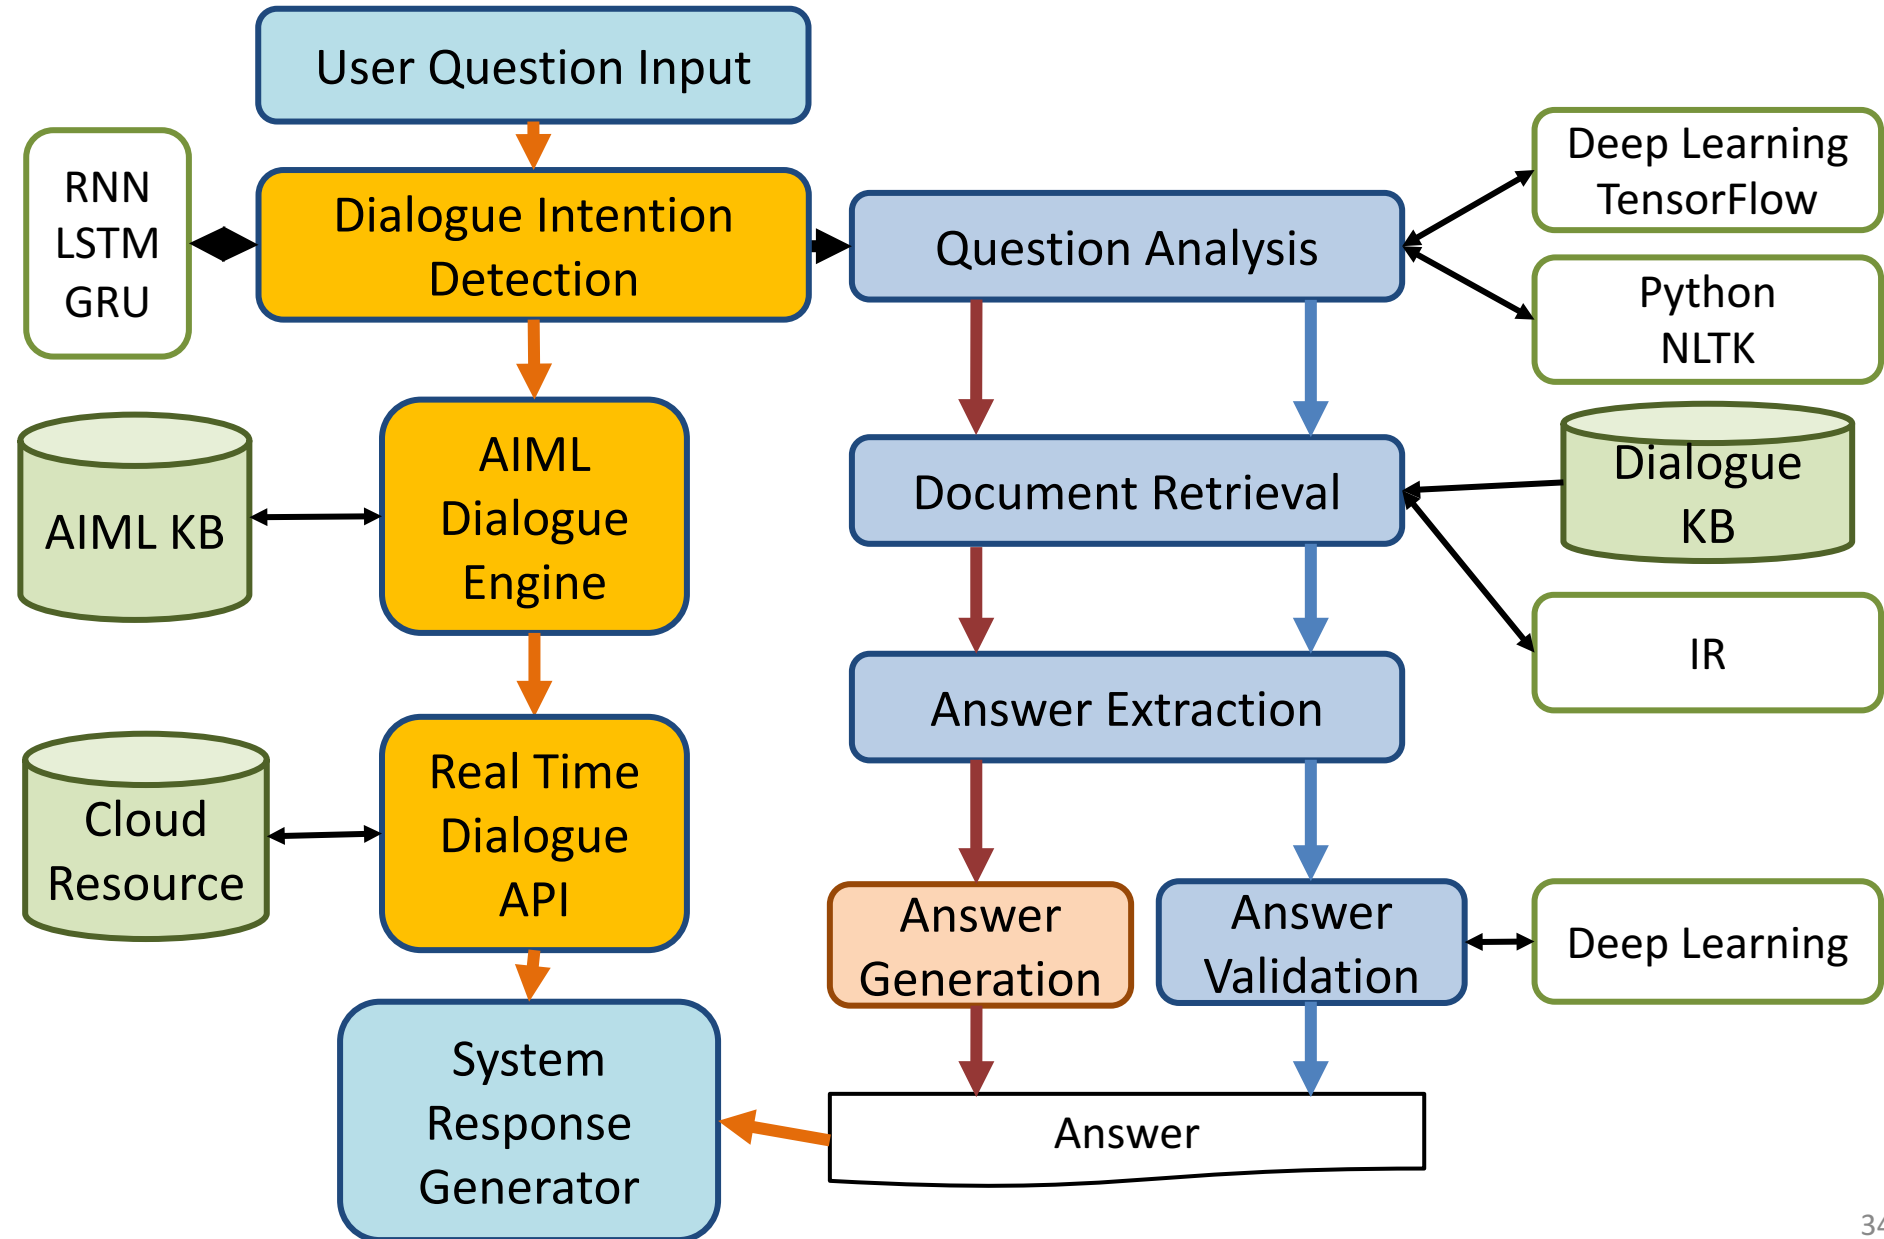 User Question Input
RNN
LSTM
GRU
Dialogue Intention
Detection
Question Analysis
Deep Learning
TensorFlow
Python
NLTK
AIML KB
AIML
Dialogue
Engine
Document Retrieval
Dialogue
KB
IR
Answer Extraction
Cloud
Resource
Real Time
Dialogue
API
Answer
Generation
Answer
Validation
Deep Learning
System
Response
Generator
Answer
34